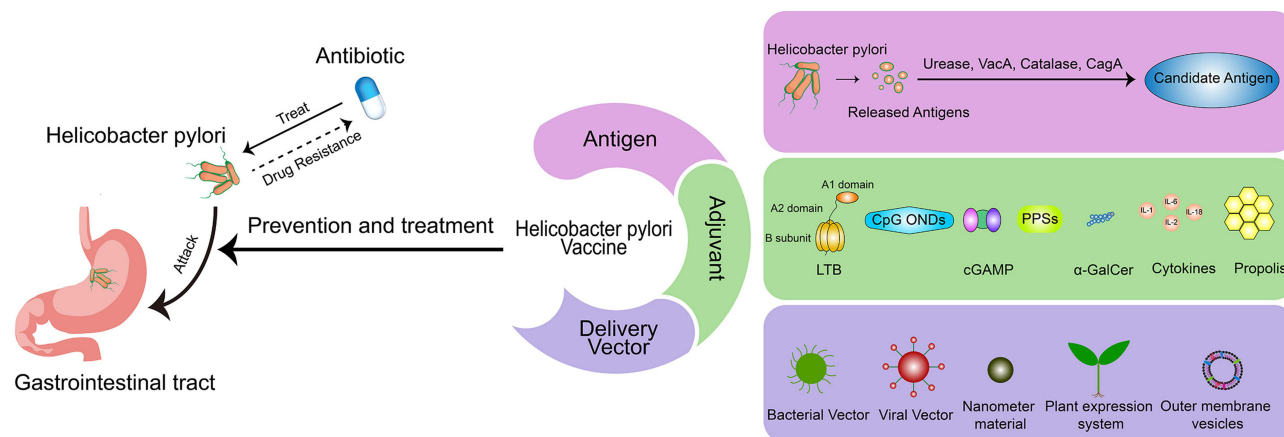 Antibiotic
Treat
Drug Resistance
Helicobacter pylori
Attack
Gastrointestinal tract
Prevention and treatment
Helicobacter pylori
Vaccine
Antigen
Adjuvant
Delivery
Vector
Helicobacter pylori
Released Antigens
Urease, VacA, Catalase, CagA
Candidate Antigen
A1 domain
A2 domain
B subunit
LTB
CpG ONDs
cGAMP
PPSs
α-GalCer
IL-1
IL-6
IL-2
IL-18
Cytokines
Propolis
Bacterial Vector
Viral Vector
Nanometer
material
Plant expression
system
Outer membrane
vesicles